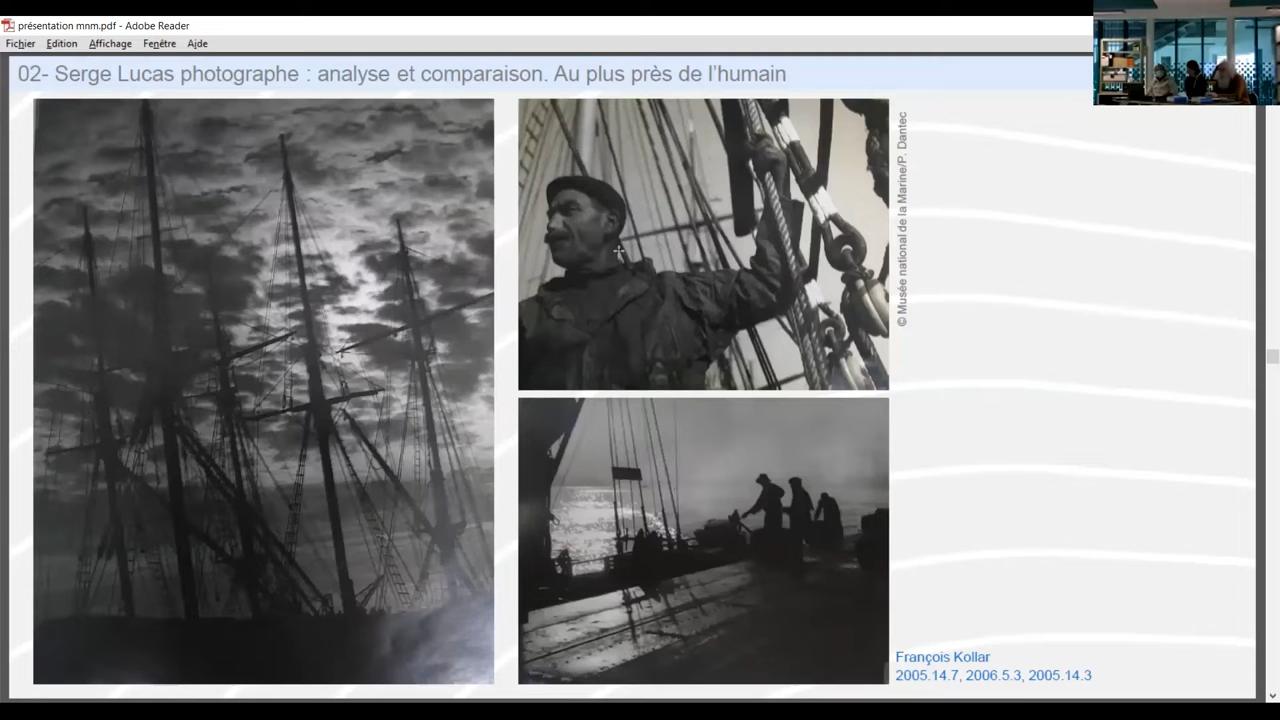 présentation mnm.pdf - Adobe Reader
Fichier Edition Affichage Fenêtre Aide
02- Serge Lucas photographe : analyse et comparaison. Au plus près de l'humain
© Musée national de la Marine/P. Dantec
François Kollar
2005.14.7, 2006.5.3, 2005.14.3